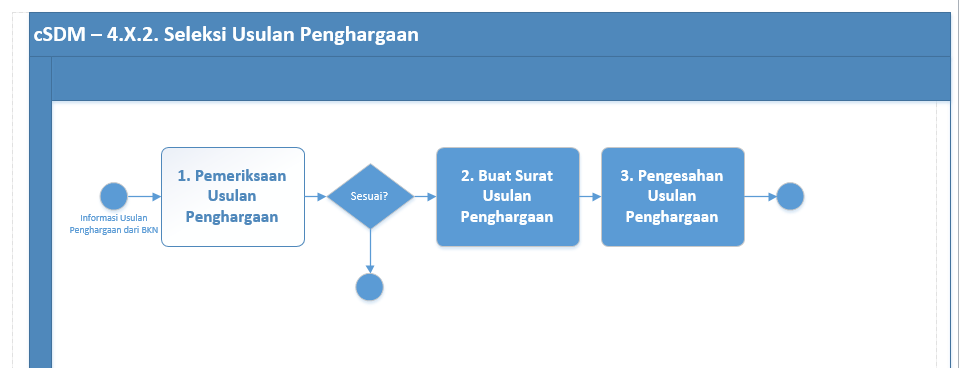 cSDM – 4.X.2. Seleksi Usulan Penghargaan
1. Pemeriksaan
Usulan
Penghargaan
Sesuai?
2. Buat Surat
Usulan
Penghargaan
3. Pengesahan
Usulan
Penghargaan
Informasi Usulan
Penghargaan dari BKN